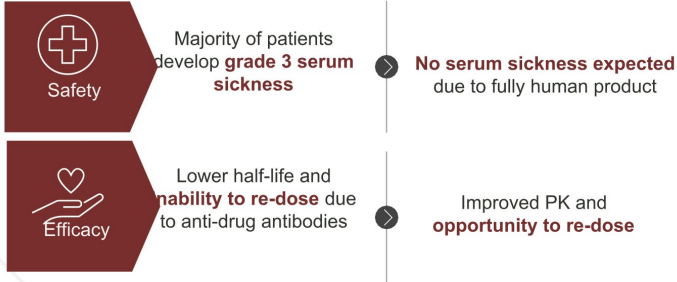 Safety
Majority of patients
develop grade 3 serum
sickness
No serum sickness expected
due to fully human product
Efficacy
Lower half-life and
nability to re-dose due
to anti-drug antibodies
Improved PK and
opportunity to re-dose